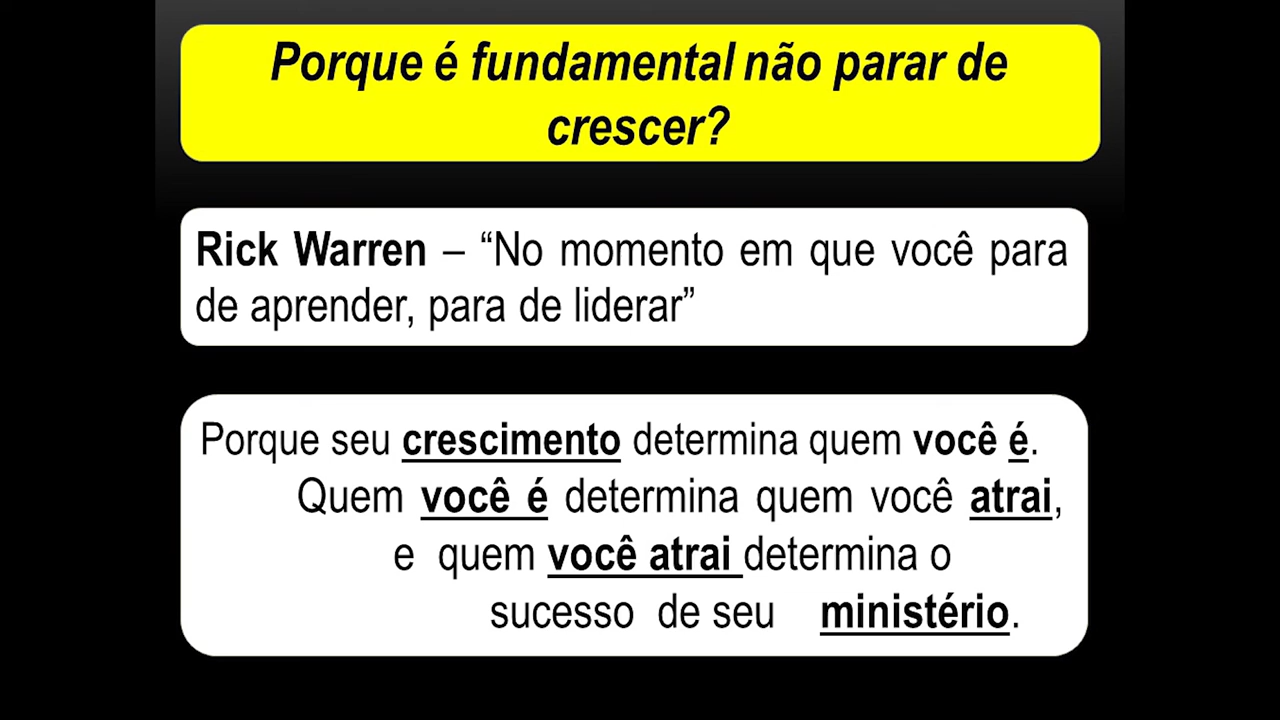 Porque é fundamental não parar de
crescer?
Rick Warren – “No momento em que você para
de aprender, para de liderar”
Porque seu crescimento determina quem você é.
Quem você é determina quem você atrai,
e quem você atrai determina o
sucesso de seu ministério.